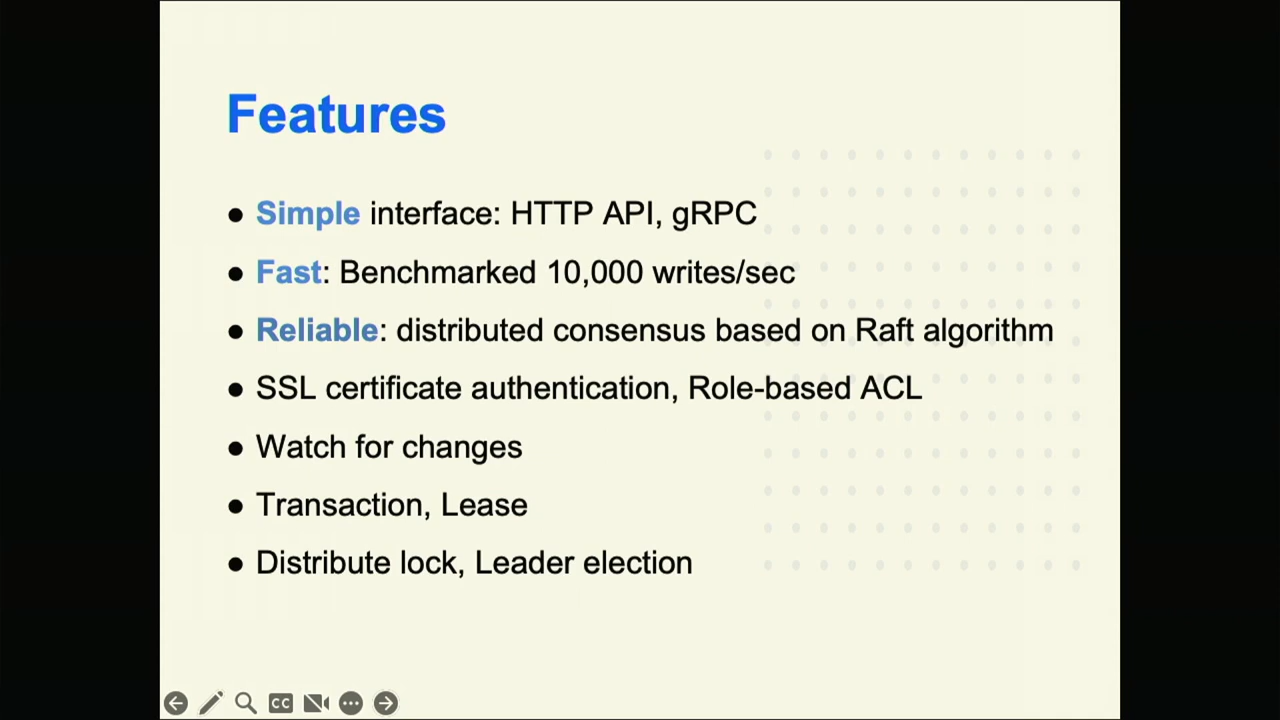 Features
● Simple interface: HTTP API, gRPC
● Fast: Benchmarked 10,000 writes/sec
● Reliable: distributed consensus based on Raft algorithm
● SSL certificate authentication, Role-based ACL
● Watch for changes
● Transaction, Lease
● Distribute lock, Leader election
CC